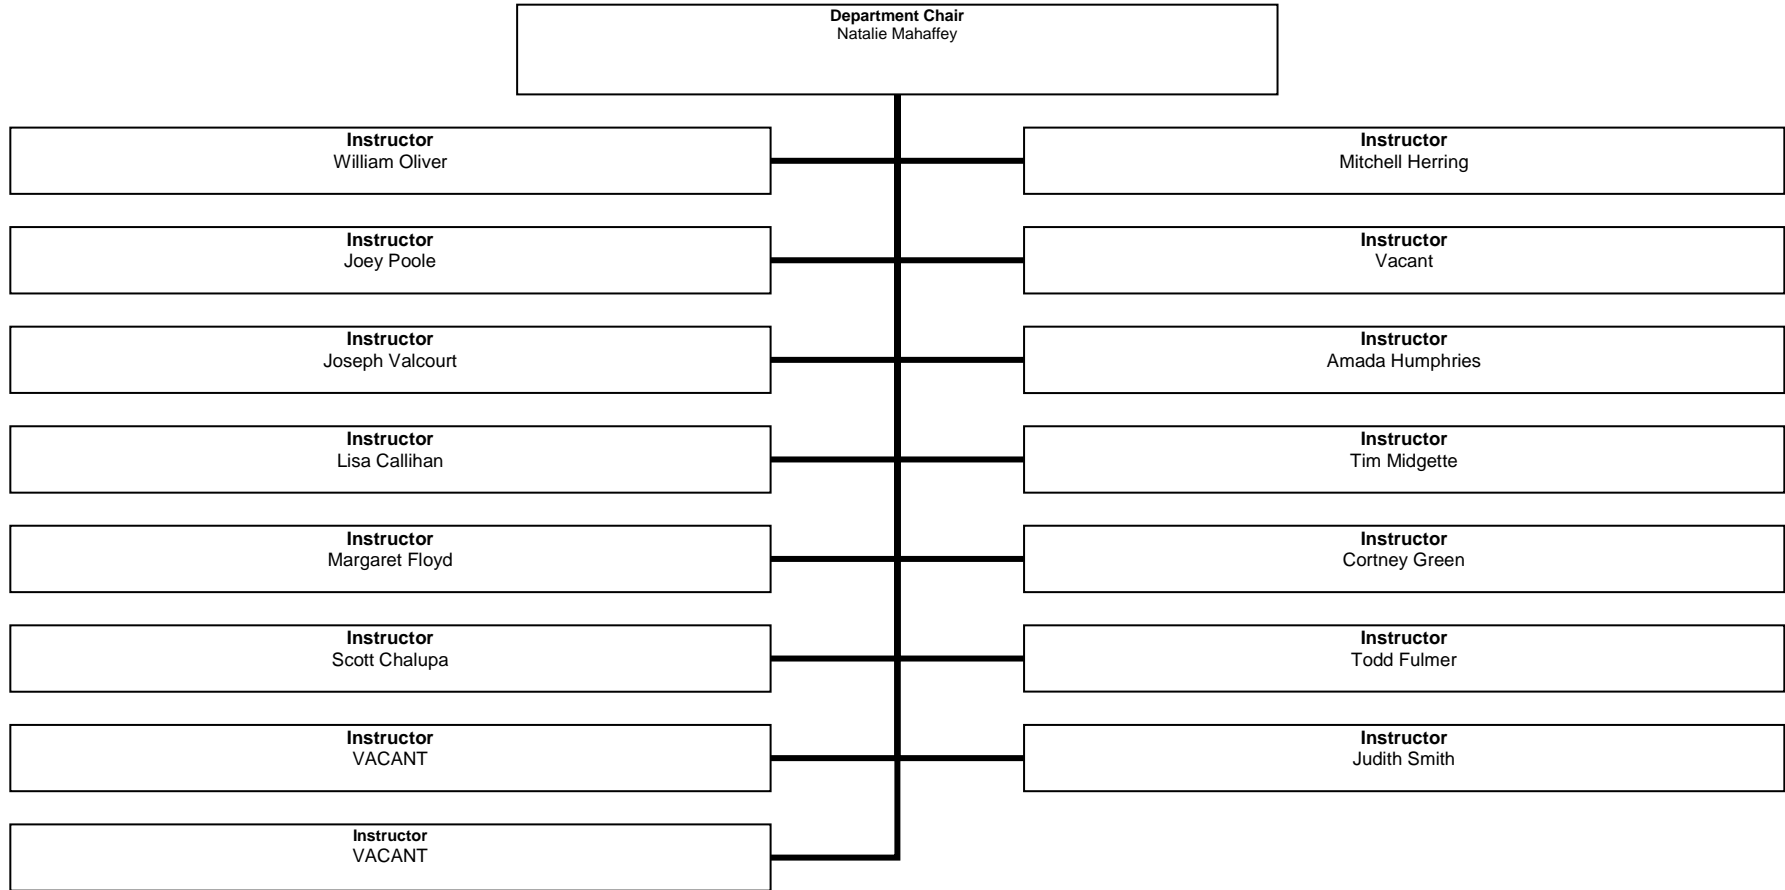 Department Chair
Natalie Mahaffey
Instructor
William Oliver
Instructor
Mitchell Herring
Instructor
Joey Poole
Instructor
Vacant
Instructor
Joseph Valcourt
Instructor
Amada Humphries
Instructor
Lisa Callihan
Instructor
Tim Midgette
Instructor
Margaret Floyd
Instructor
Cortney Green
Instructor
Scott Chalupa
Instructor
Todd Fulmer
Instructor
VACANT
Instructor
Judith Smith
Instructor
VACANT